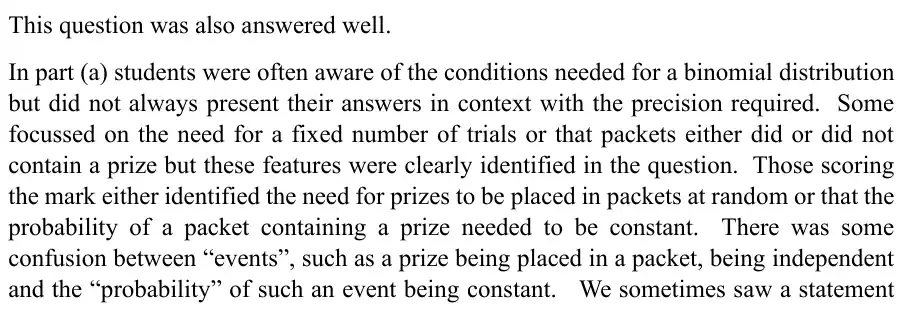 This question was also answered well.
In part (a) students were often aware of the conditions needed for a binomial distribution
but did not always present their answers in context with the precision required.  Some
focussed on the need for a fixed number of trials or that packets either did or did not
contain a prize but these features were clearly identified in the question.  Those scoring
the mark either identified the need for prizes to be placed in packets at random or that the
probability of a packet containing a prize needed to be constant.  There was some
confusion between “events”, such as a prize being placed in a packet, being independent
and the “probability” of such an event being constant.   We sometimes saw a statement